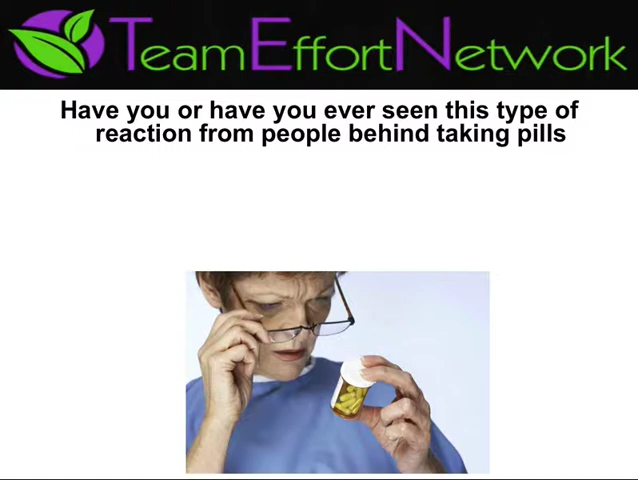 TeamEffortNetwork
Have you or have you ever seen this type of
reaction from people behind taking pills